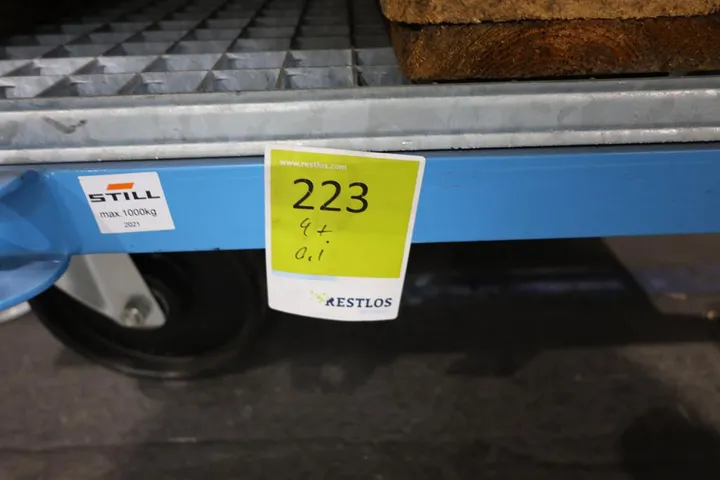 STILL
max.1000kg
2021
www.restlos.com
223
RESTLOS